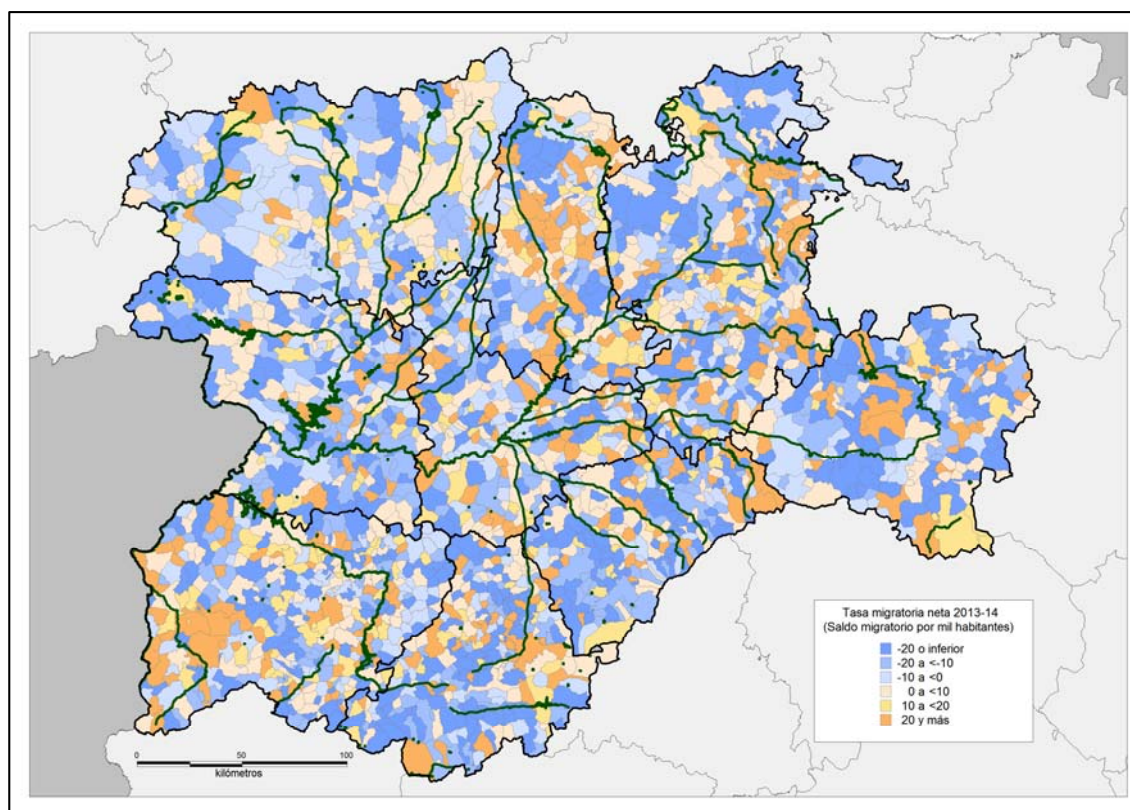 Tasa migratoria neta 2013-14
(Saldo migratorio por mil habitantes)
-20 o inferior
-20 a <-10
-10 a <0
0 a <10
10 a <20
20 y más
0 50 100
kilómetros